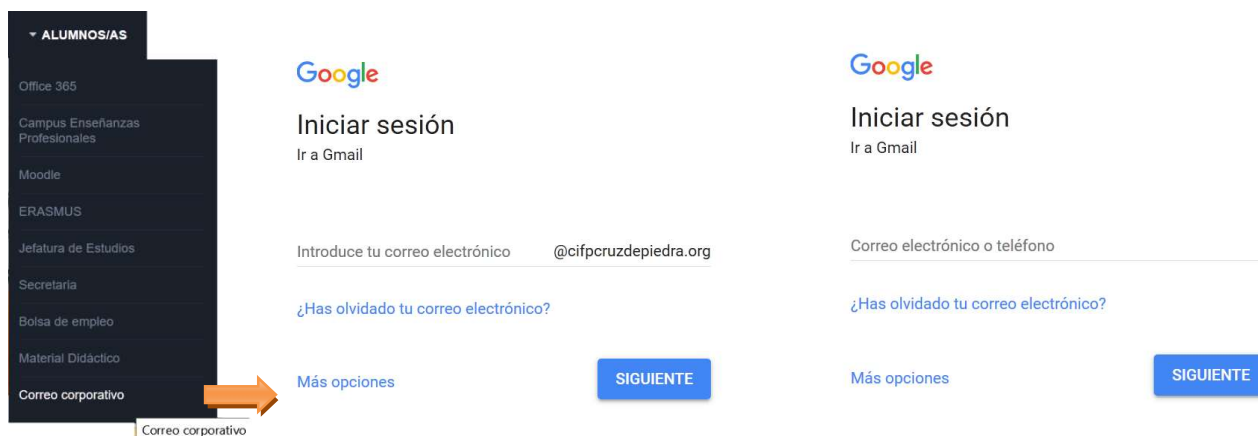 ALUMNOS/AS
Office 365
Campus Enseñanzas
Profesionales
Moodle
ERASMUS
Jefatura de Estudios
Secretaria
Bolsa de empleo
Material Didáctico
Correo corporativo
Correo corporativo
Google
Iniciar sesión
Ir a Gmail
Introduce tu correo electrónico @cifpcruzdepiedra.org
¿Has olvidado tu correo electrónico?
Más opciones SIGUIENTE
Google
Iniciar sesión
Ir a Gmail
Correo electrónico o teléfono
¿Has olvidado tu correo electrónico?
Más opciones SIGUIENTE